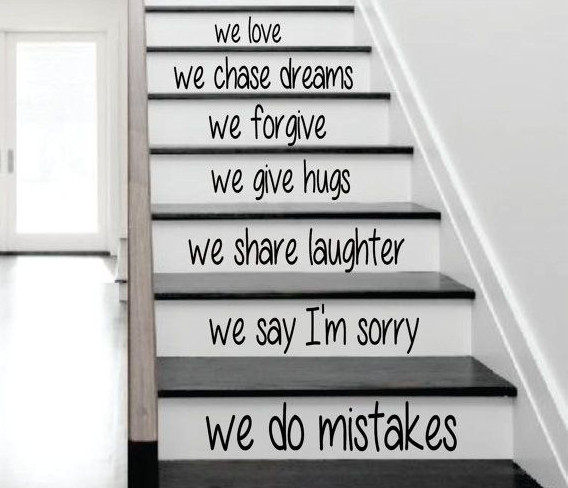 we love
we chase dreams
we forgive
we give hugs
we share laughter
we say I'm sorry
we do mistakes